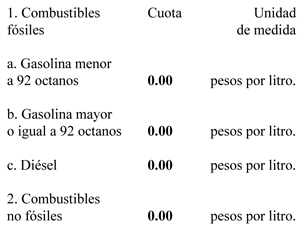 1. Combustibles Cuota Unidad
fósiles de medida
a. Gasolina menor
a 92 octanos 0.00 pesos por litro.
b. Gasolina mayor
o igual a 92 octanos 0.00 pesos por litro.
c. Diésel 0.00 pesos por litro.
2. Combustibles
no fósiles 0.00 pesos por litro.